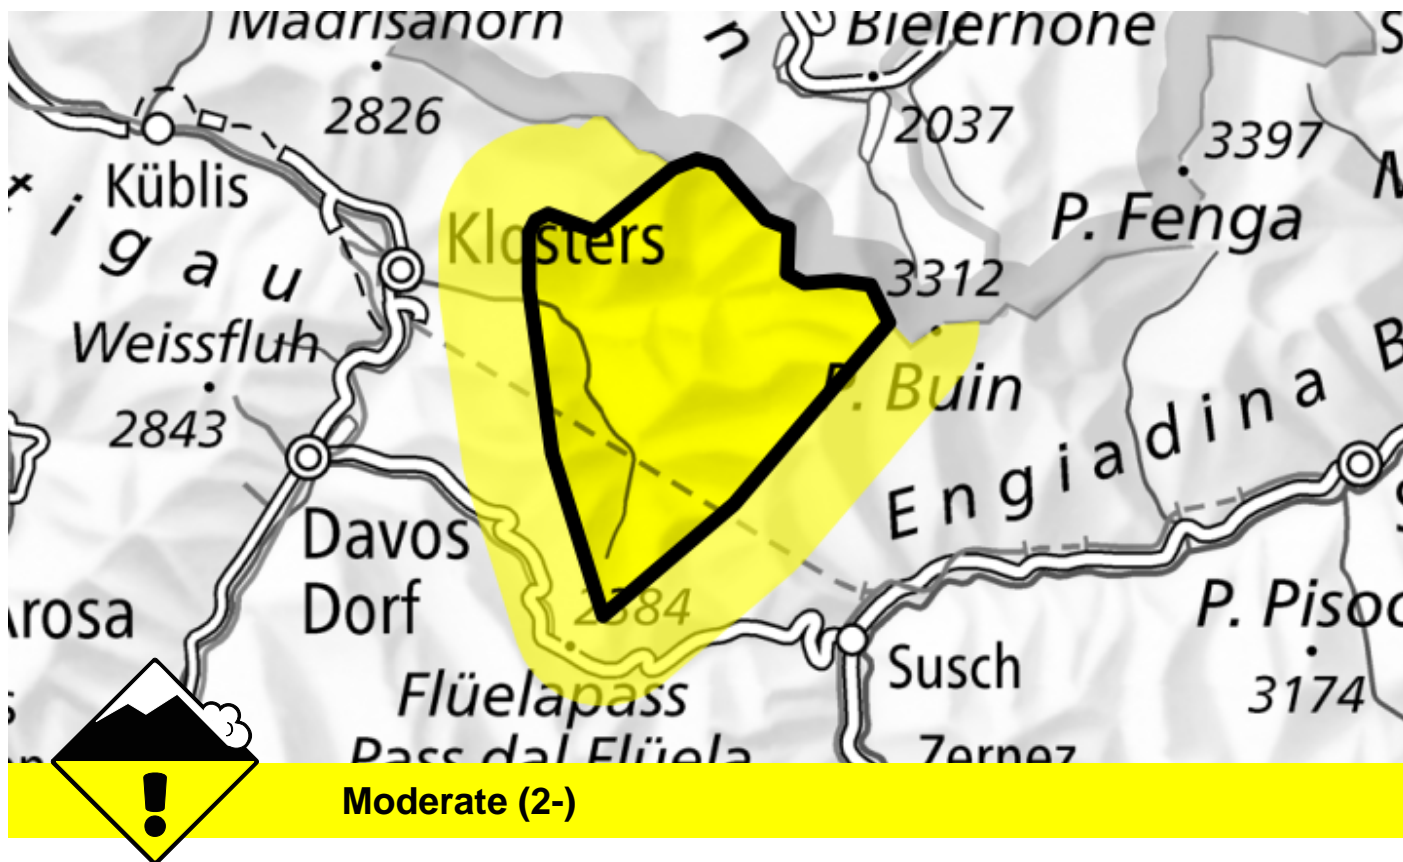 Madrisahorn
Bielerhöhe
2826
2037
3397
Küblis
Klosters
P. Fenga
t i g a u
3312
Weissfluh
2843
P. Buin
Engiadina B
Davos
Dorf
2384
Arosa
P. Pisoc
Susch
3174
Flüelapass
Pass dal Flüela
Zernez
!
Moderate (2-)